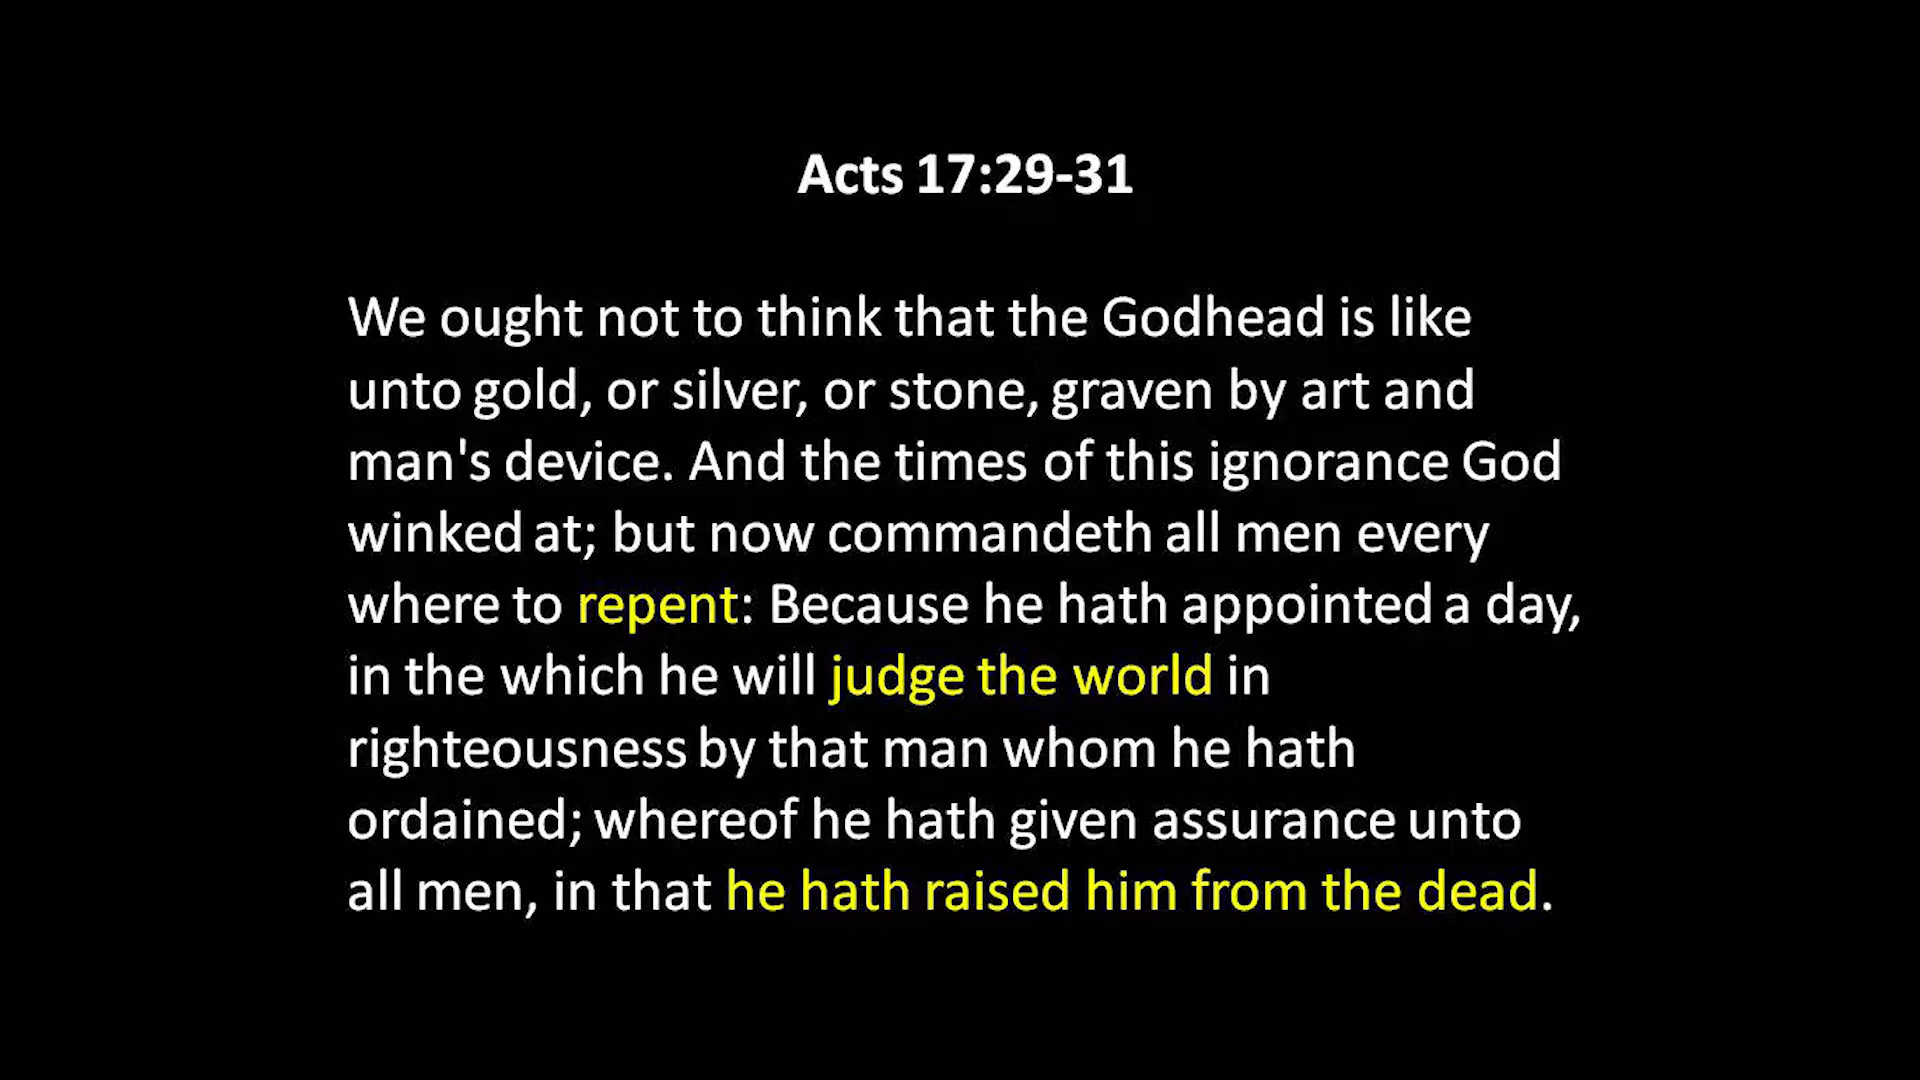 Acts 17:29-31
We ought not to think that the Godhead is like
unto gold, or silver, or stone, graven by art and
man's device. And the times of this ignorance God
winked at; but now commandeth all men every
where to repent: Because he hath appointed a day,
in the which he will judge the world in
righteousness by that man whom he hath
ordained; whereof he hath given assurance unto
all men, in that he hath raised him from the dead.